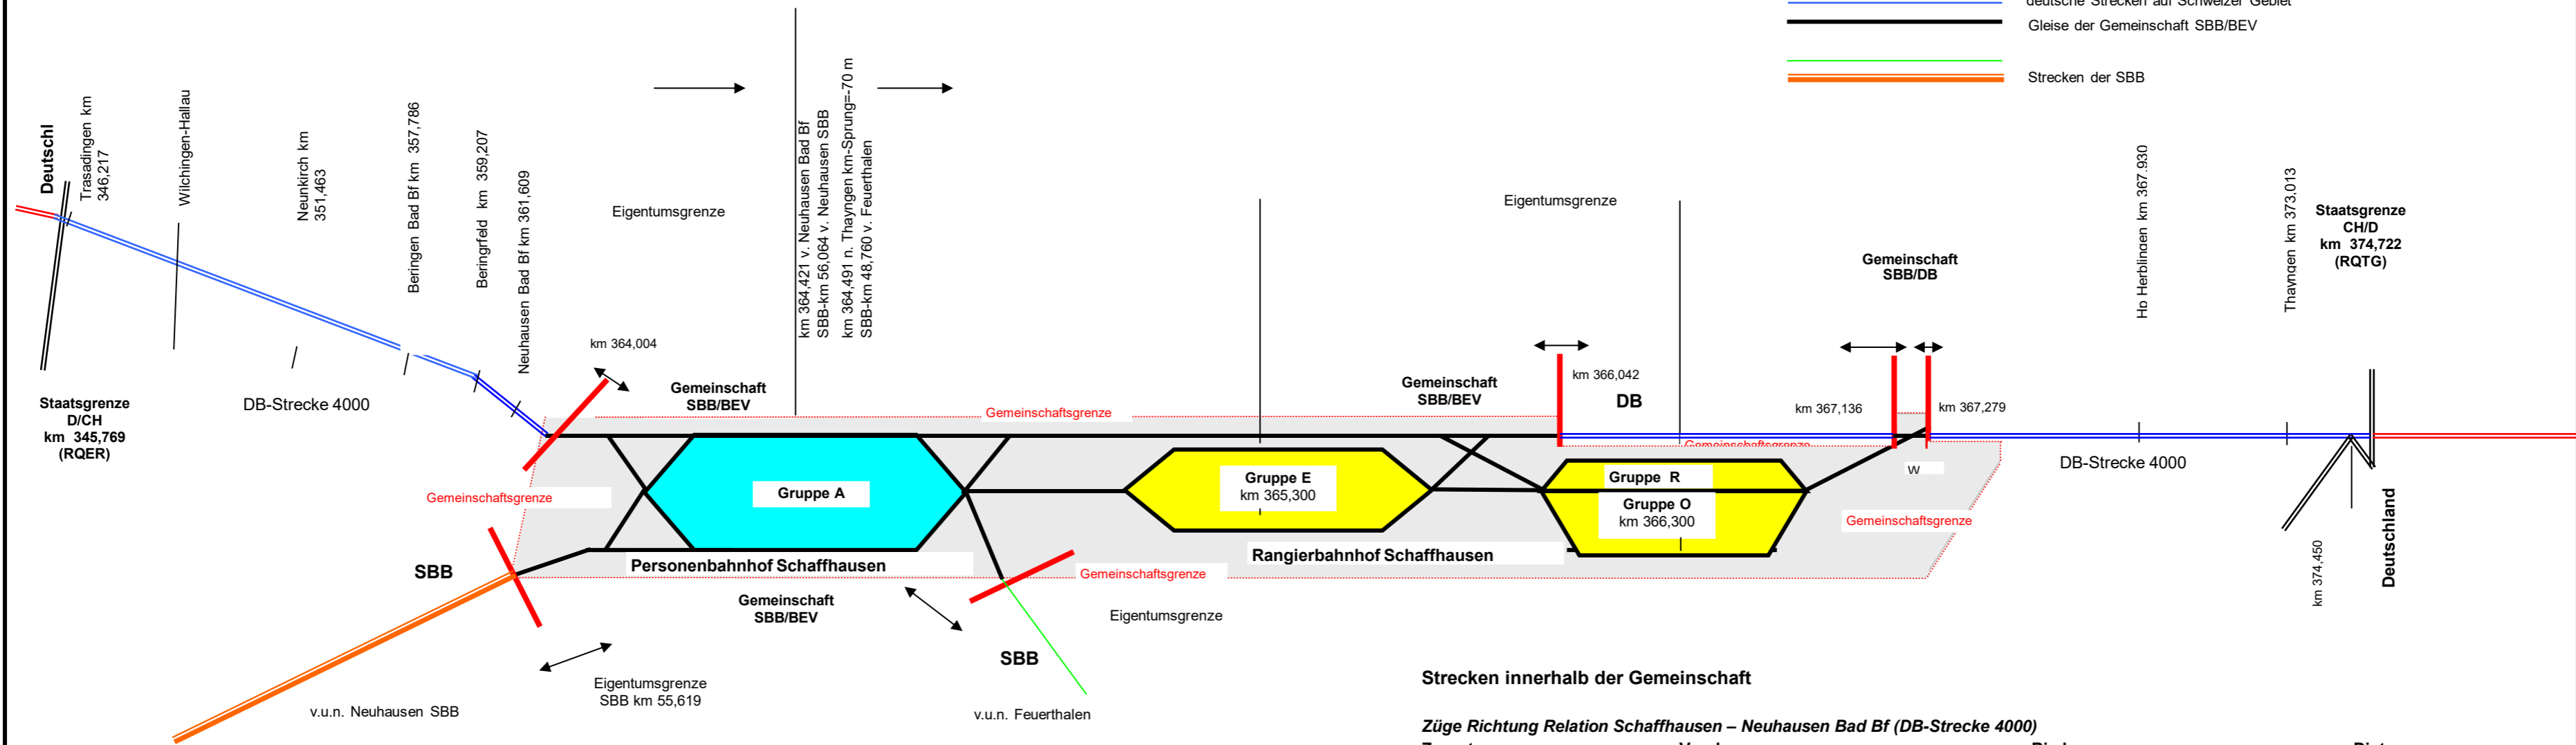 deutsche Strecken auf Schweizer Gebiet
Gleise der Gemeinschaft SBB/BEV
Strecken der SBB
Deutschl
Trasadingen km
346,217
Wilchingen-Hallau
Neunkirch km
351,463
Beringen Bad Bf km 357,786
Beringrfeld km 359,207
Neuhausen Bad Bf km 361,609
Eigentumsgrenze
km 364,421 v. Neuhausen Bad Bf
SBB-km 56,064 v. Neuhausen SBB
km 364,491 n. Thayngen km-Sprung=-70 m
SBB-km 48,760 v. Feuerthalen
Eigentumsgrenze
Gemeinschaft
SBB/DB
Hp Herblingen km 367.930
Thayngen km 373,013
Staatsgrenze
CH/D
km 374,722
(RQTG)
Staatsgrenze
D/CH
km 345,769
(RQER)
DB-Strecke 4000
km 364,004
Gemeinschaft
SBB/BEV
Gemeinschaftsgrenze
Gemeinschaft
SBB/BEV
km 366,042
DB
km 367,136
km 367,279
Gemeinschaftsgrenze
DB-Strecke 4000
W
Gemeinschaftsgrenze
Gruppe A
Gruppe E
km 365,300
Gruppe R
Gruppe O
km 366,300
Gemeinschaftsgrenze
Deutschland
km 374,450
SBB
Personenbahnhof Schaffhausen
Rangierbahnhof Schaffhausen
Gemeinschaftsgrenze
Gemeinschaft
SBB/BEV
Eigentumsgrenze
SBB
Eigentumsgrenze
SBB km 55,619
v.u.n. Neuhausen SBB
v.u.n. Feuerthalen
Strecken innerhalb der Gemeinschaft
Züge Richtung Relation Schaffhausen – Neuhausen Bad Bf (DB-Strecke 4000)